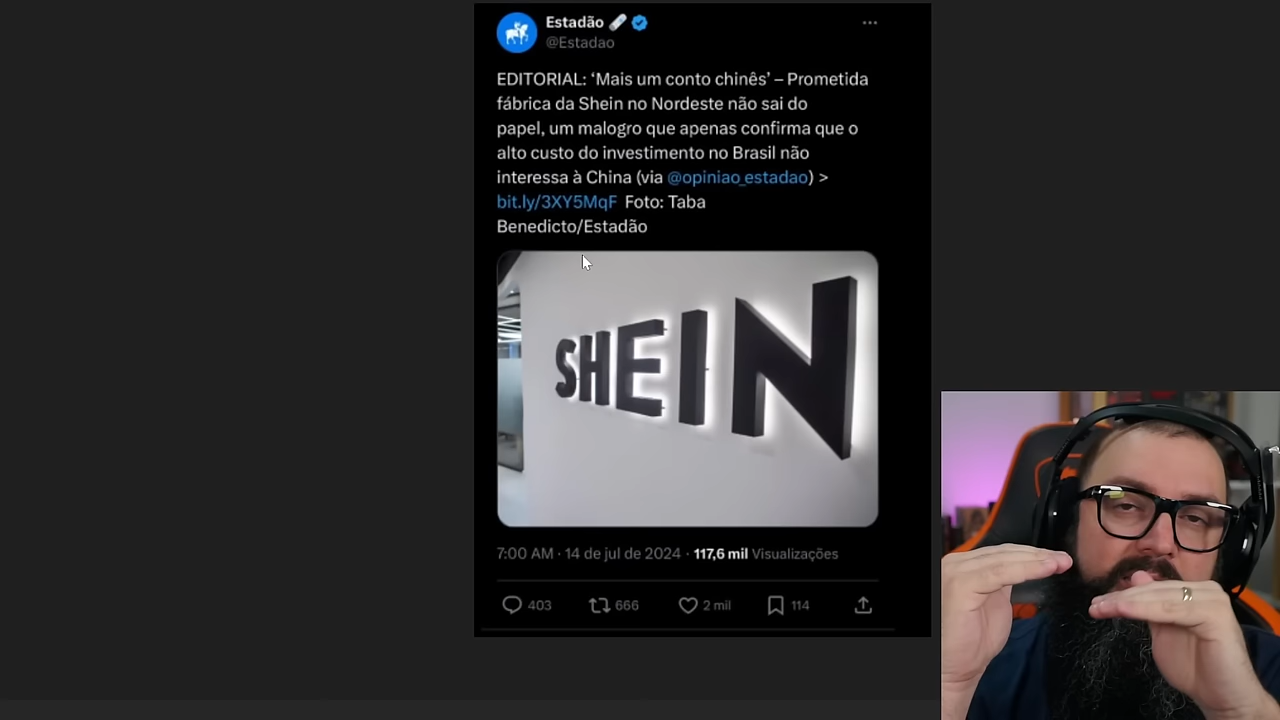 Estadão
@Estadao
EDITORIAL: ‘Mais um conto chinês’ – Prometida
fábrica da Shein no Nordeste não sai do
papel, um malogro que apenas confirma que o
alto custo do investimento no Brasil não
interessa à China (via @opiniao_estadao) >
bit.ly/3XY5MqF Foto: Taba
Benedicto/Estadão
SHEIN
7:00 AM · 14 de jul de 2024 · 117,6 mil Visualizações
403 666 2 mil 114